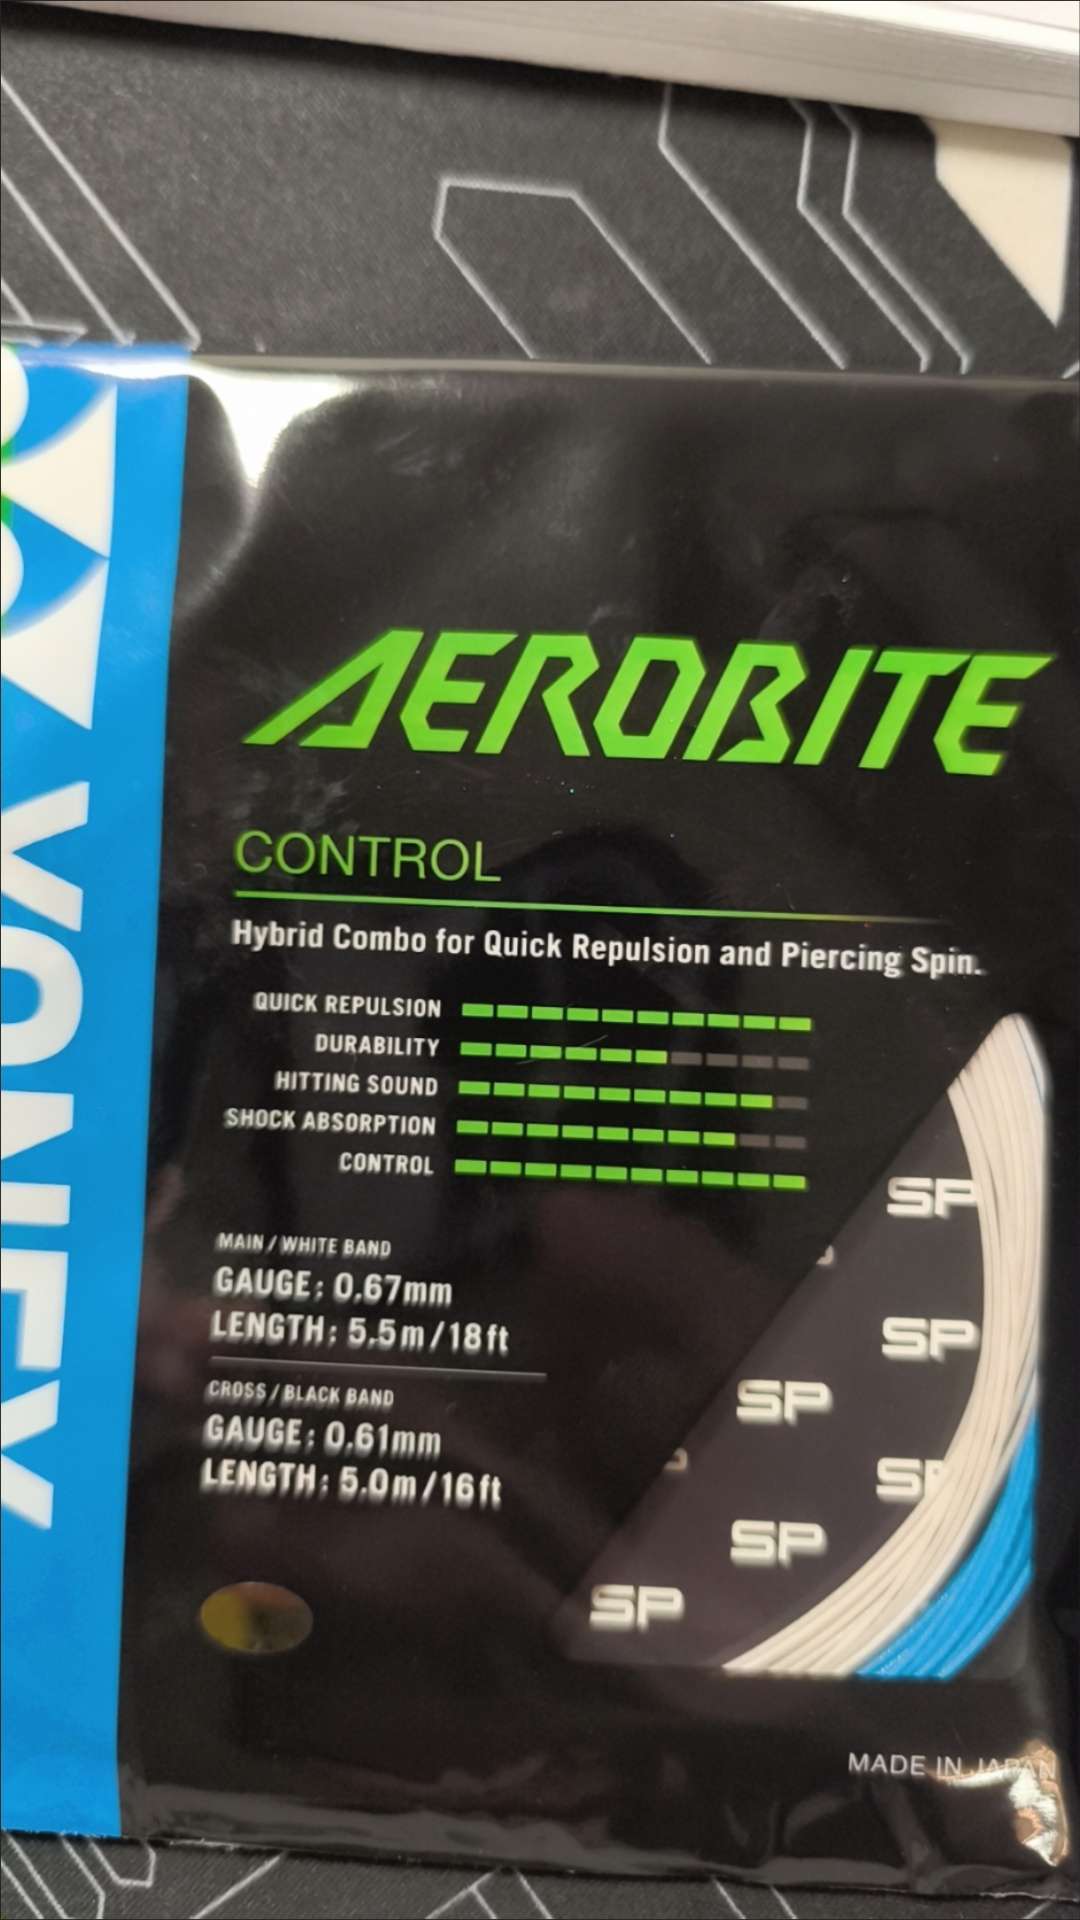 YONEX
AEROBITE
CONTROL
Hybrid Combo for Quick Repulsion and Piercing Spin.
QUICK REPULSION
DURABILITY
HITTING SOUND
SHOCK ABSORPTION
CONTROL
MAIN / WHITE BAND
GAUGE: 0.67mm
LENGTH: 5.5m/18ft
CROSS / BLACK BAND
GAUGE: 0.61mm
LENGTH: 5.0m/16ft
SP
SP
SP
SP
SP
SP
MADE IN JAPAN